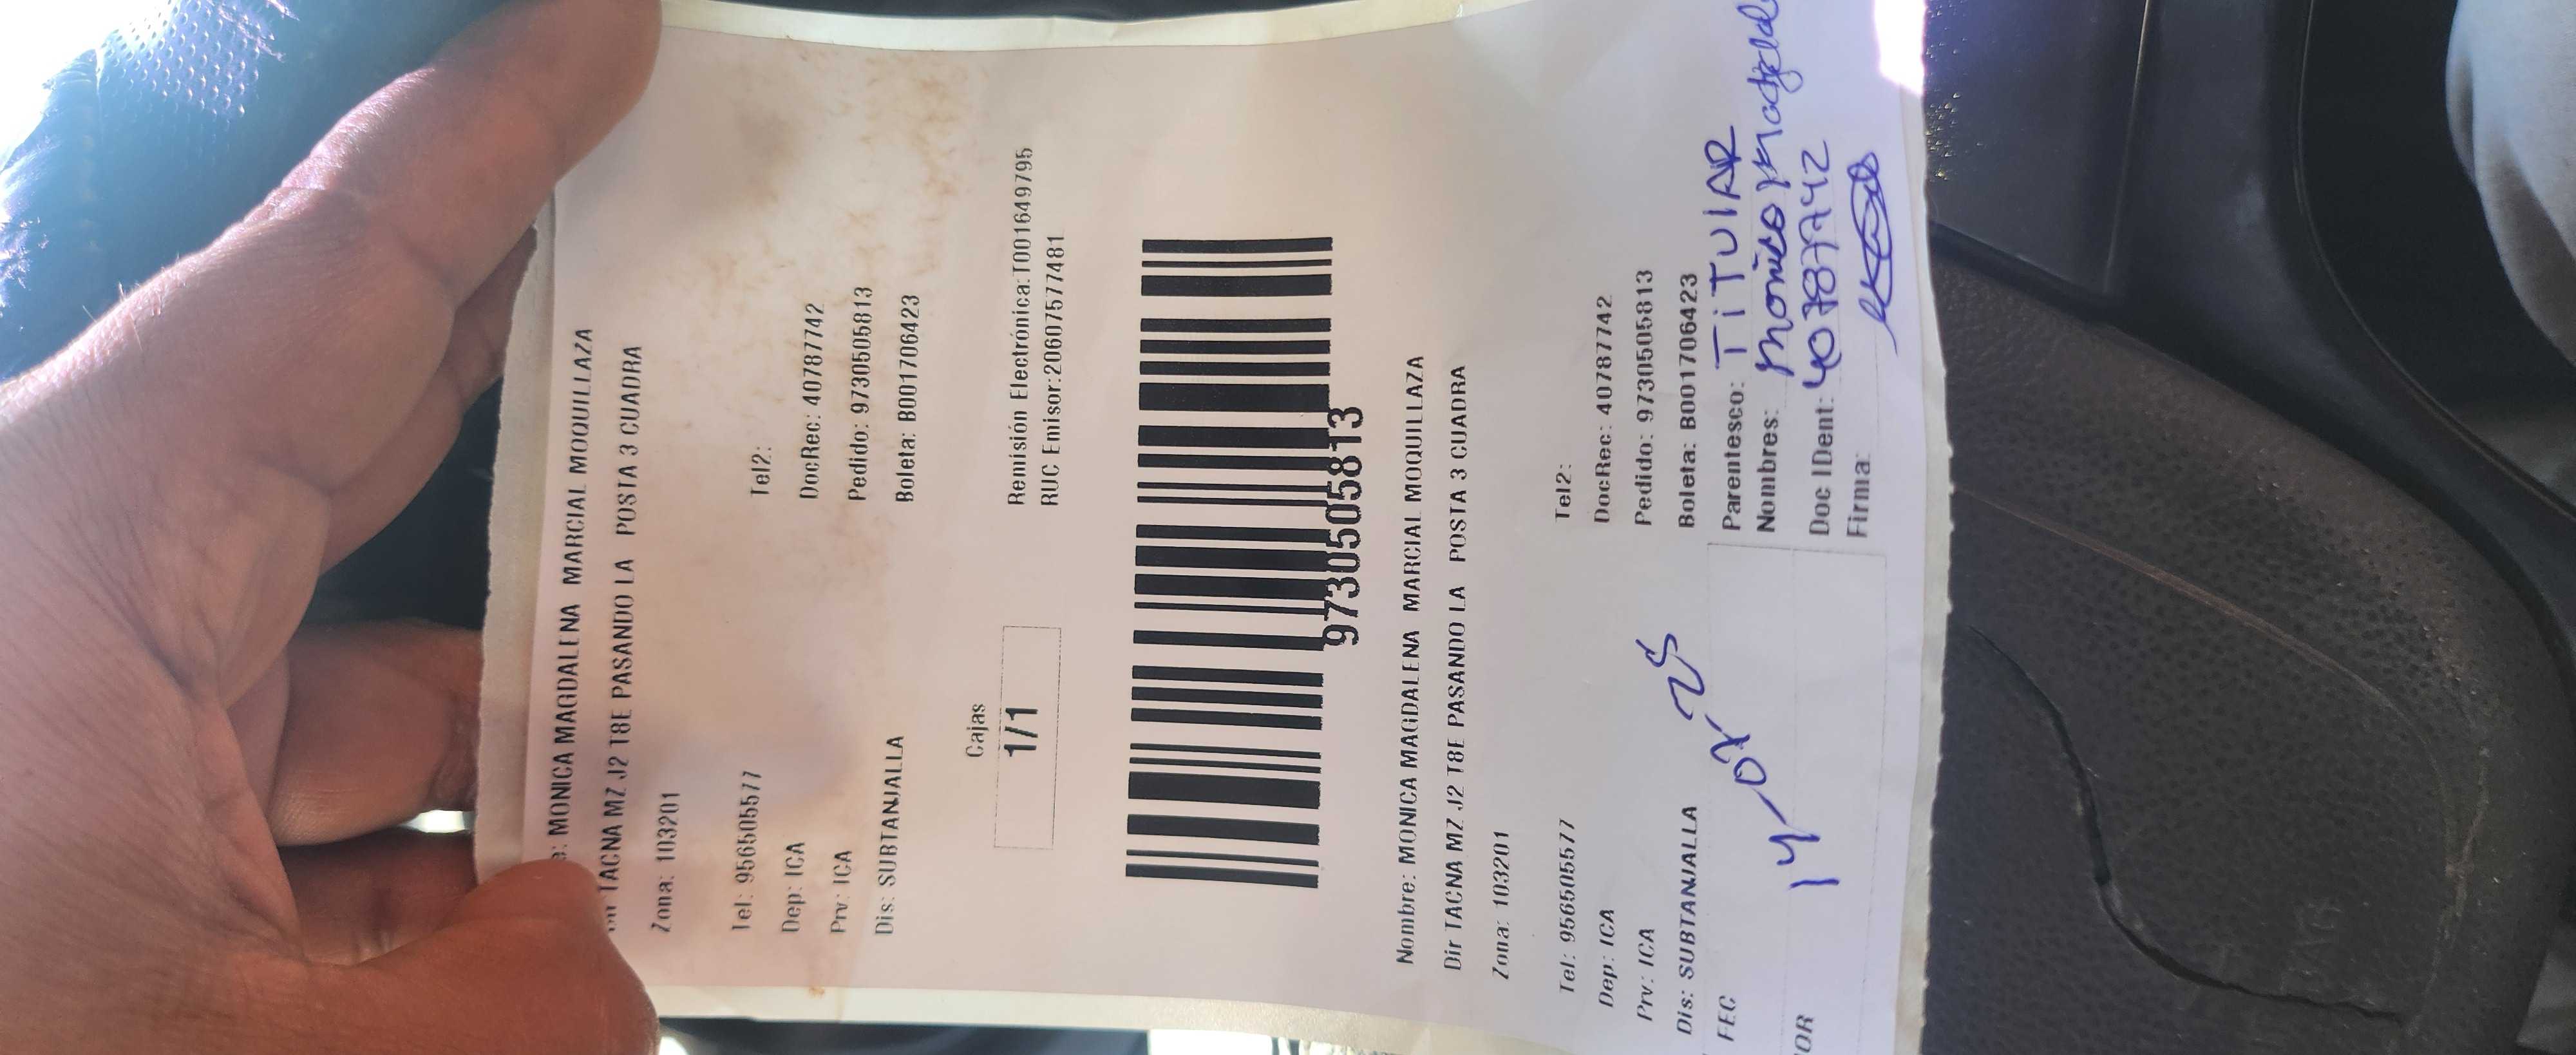 : MONICA MAGDALENA MARCIAL MOQUILLAZA
TACNA MZ J2 T8E PASANDO LA POSTA 3 CUADRA
Zona: 103201
Tel: 956505577 Tel2:
Dep: ICA DocRec: 40787742
Prv: ICA Pedido: 9730505813
Dis: SUBTANJALLA Boleta: B001706423
Cajas
1/1
Remisión Electrónica:T001649795
RUC Emisor:20607577481
9730505813
Nombre: MONICA MAGDALENA MARCIAL MOQUILLAZA
Dir TACNA MZ J2 T8E PASANDO LA POSTA 3 CUADRA
Zona: 103201
Tel: 956505577 Tel2:
Dep: ICA DocRec: 40787742
Prv: ICA Pedido: 9730505813
Dis: SUBTANJALLA Boleta: B001706423
FEC Parentesco: TiTUlAR
Nombres: Monica
Doc IDent: 40787742
Firma: